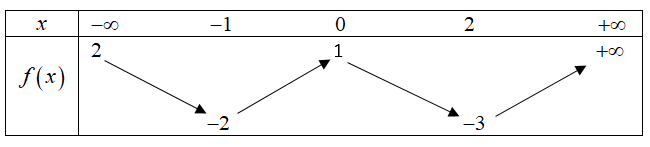 x −∞ −1 0 2 +∞
2 1 +∞
f(x)
−2 −3